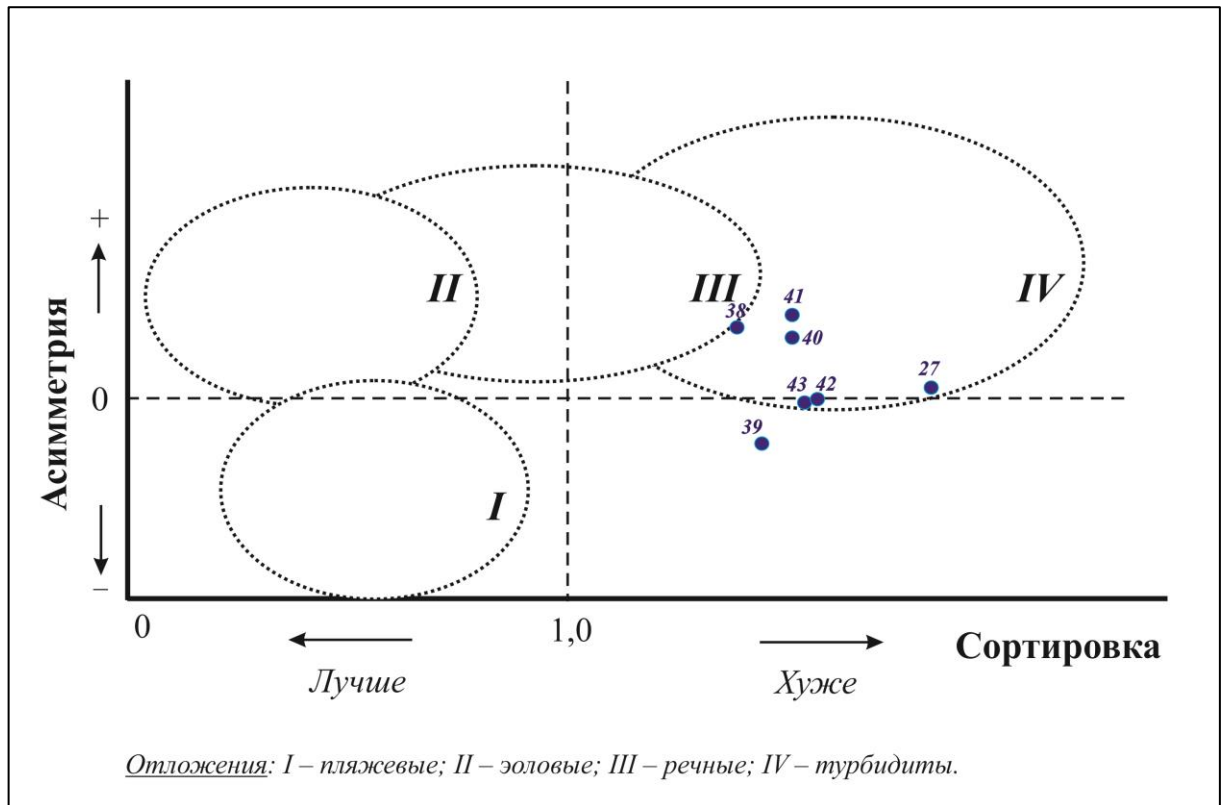 +
Асимметрия
0
−
II
III
IV
I
38
41
40
27
43
42
39
0
1,0
Лучше
Хуже
Сортировка
Отложения: I – пляжевые; II – эоловые; III – речные; IV – турбидиты.